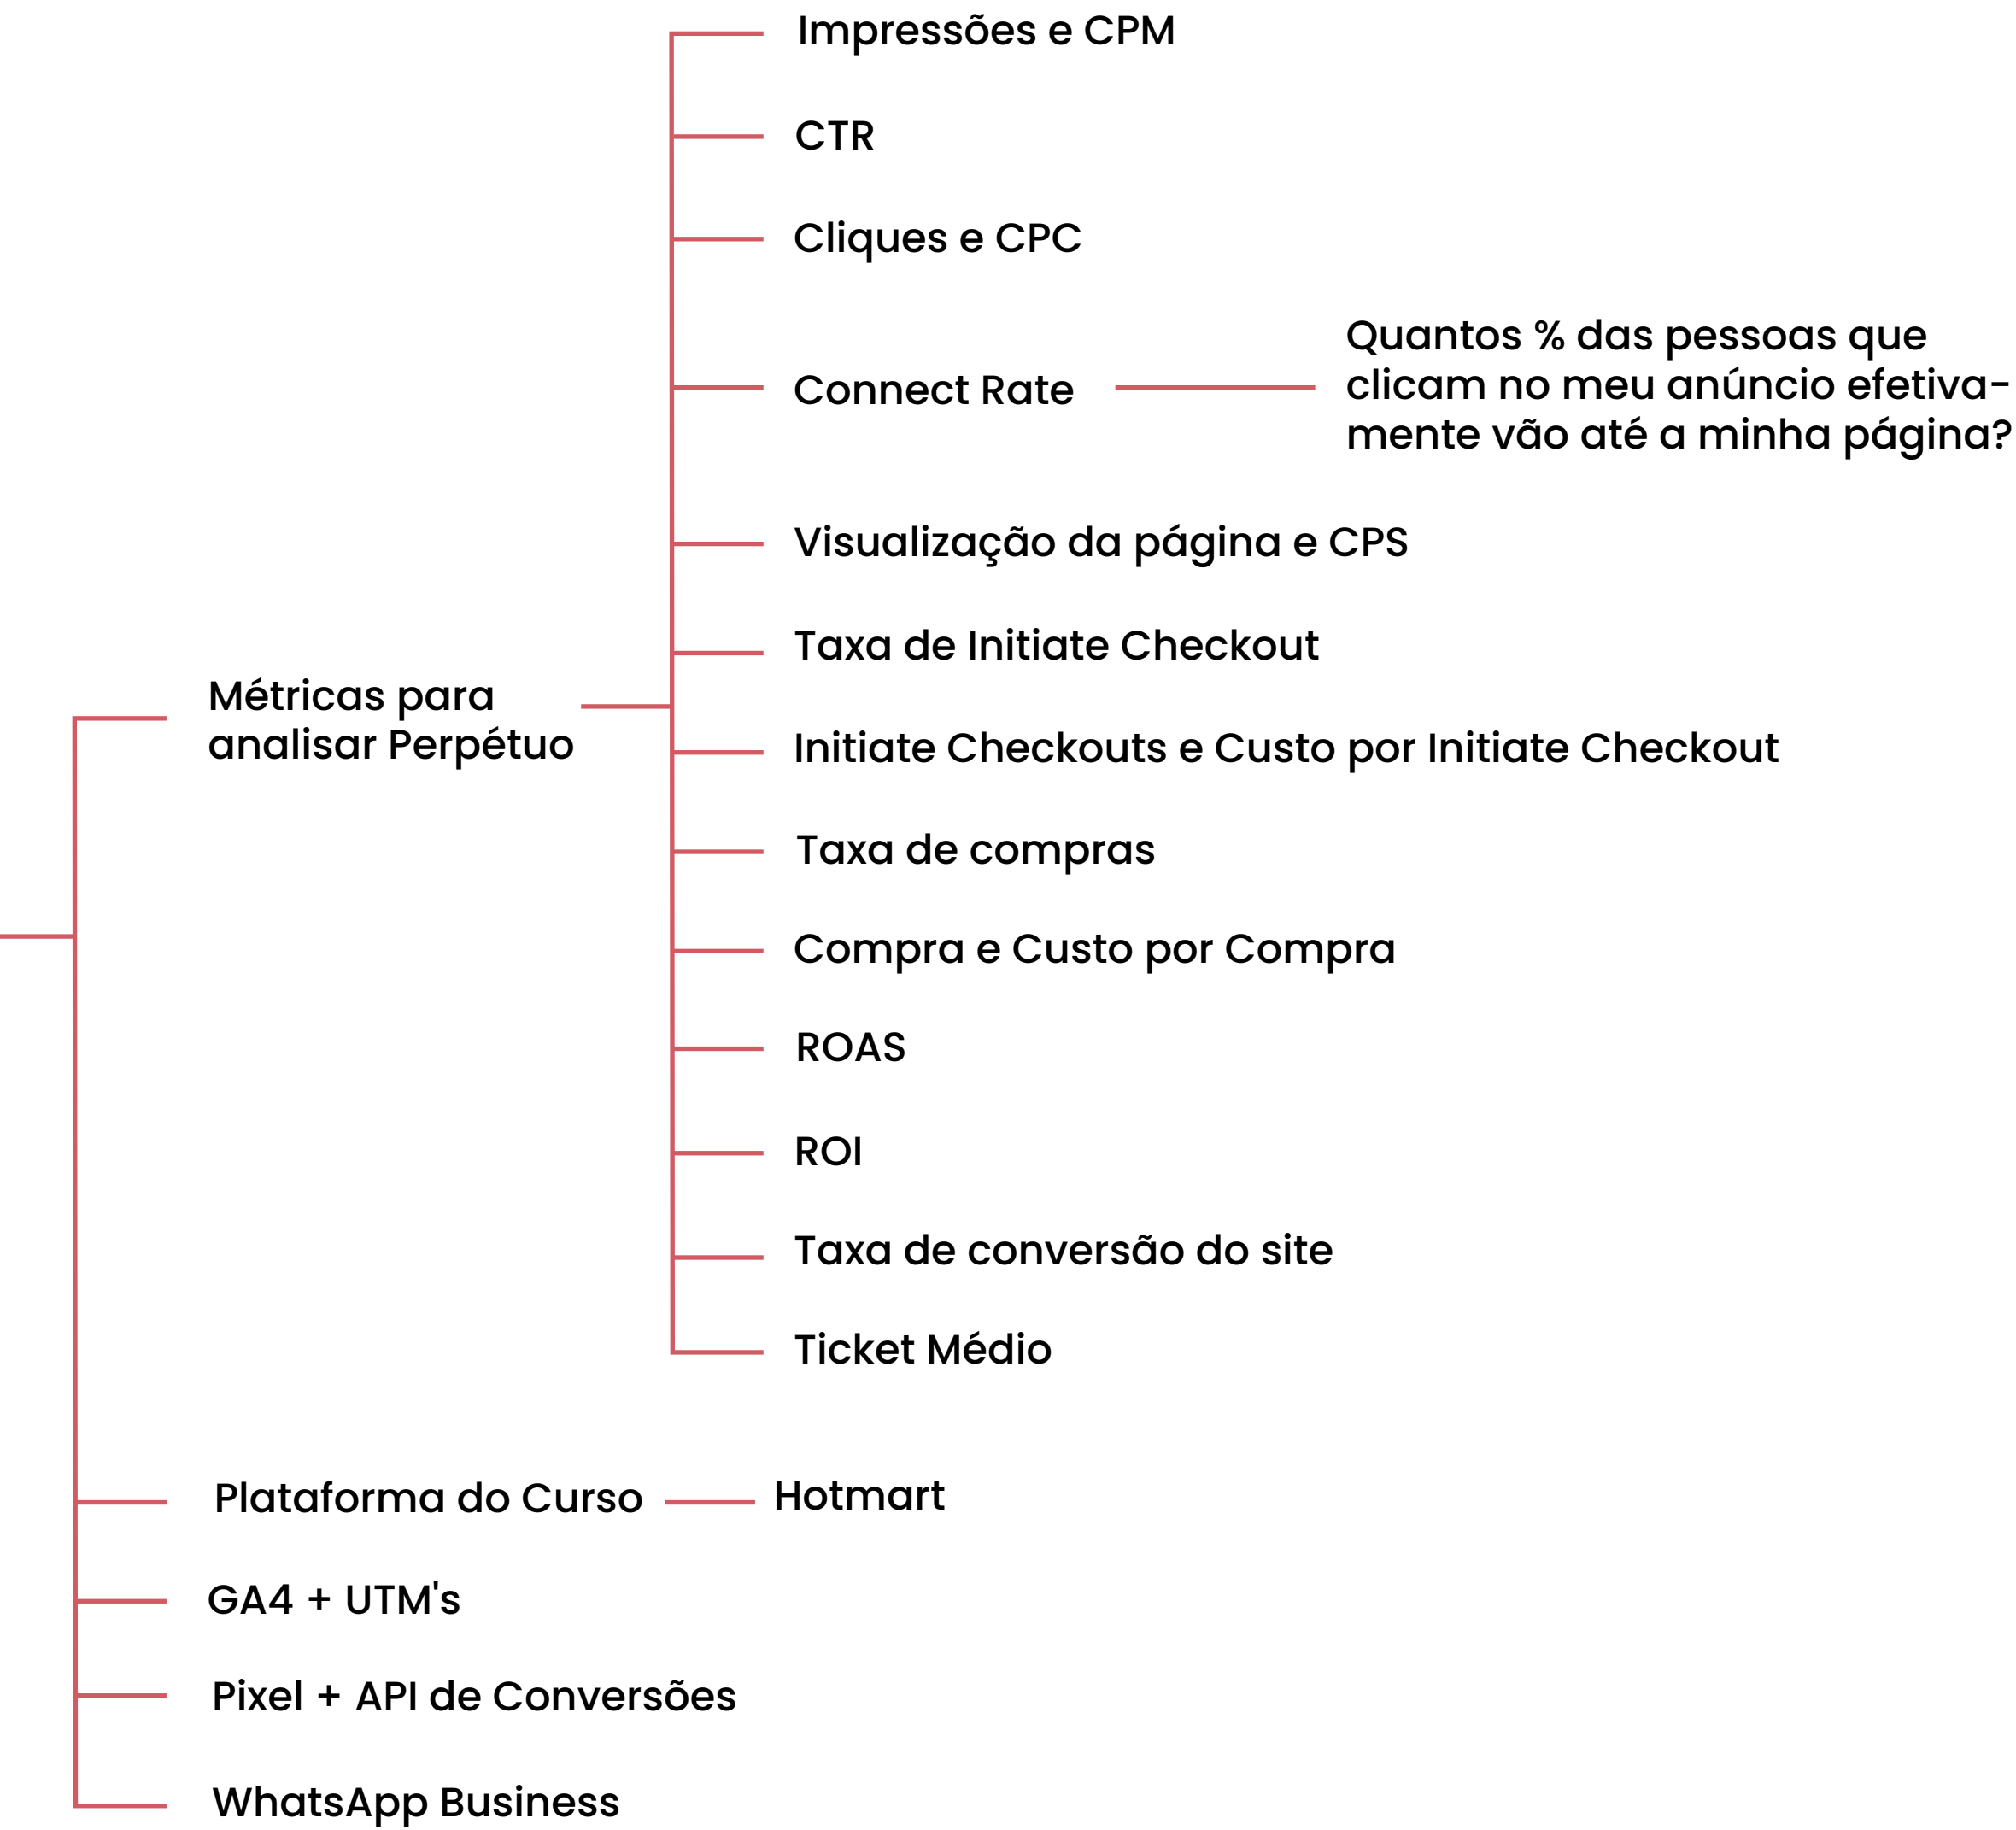 Impressões e CPM
CTR
Cliques e CPC
Connect Rate
Quantos % das pessoas que
clicam no meu anúncio efetiva-
mente vão até a minha página?
Visualização da página e CPS
Taxa de Initiate Checkout
Métricas para
analisar Perpétuo
Initiate Checkouts e Custo por Initiate Checkout
Taxa de compras
Compra e Custo por Compra
ROAS
ROI
Taxa de conversão do site
Ticket Médio
Plataforma do Curso
Hotmart
GA4 + UTM's
Pixel + API de Conversões
WhatsApp Business